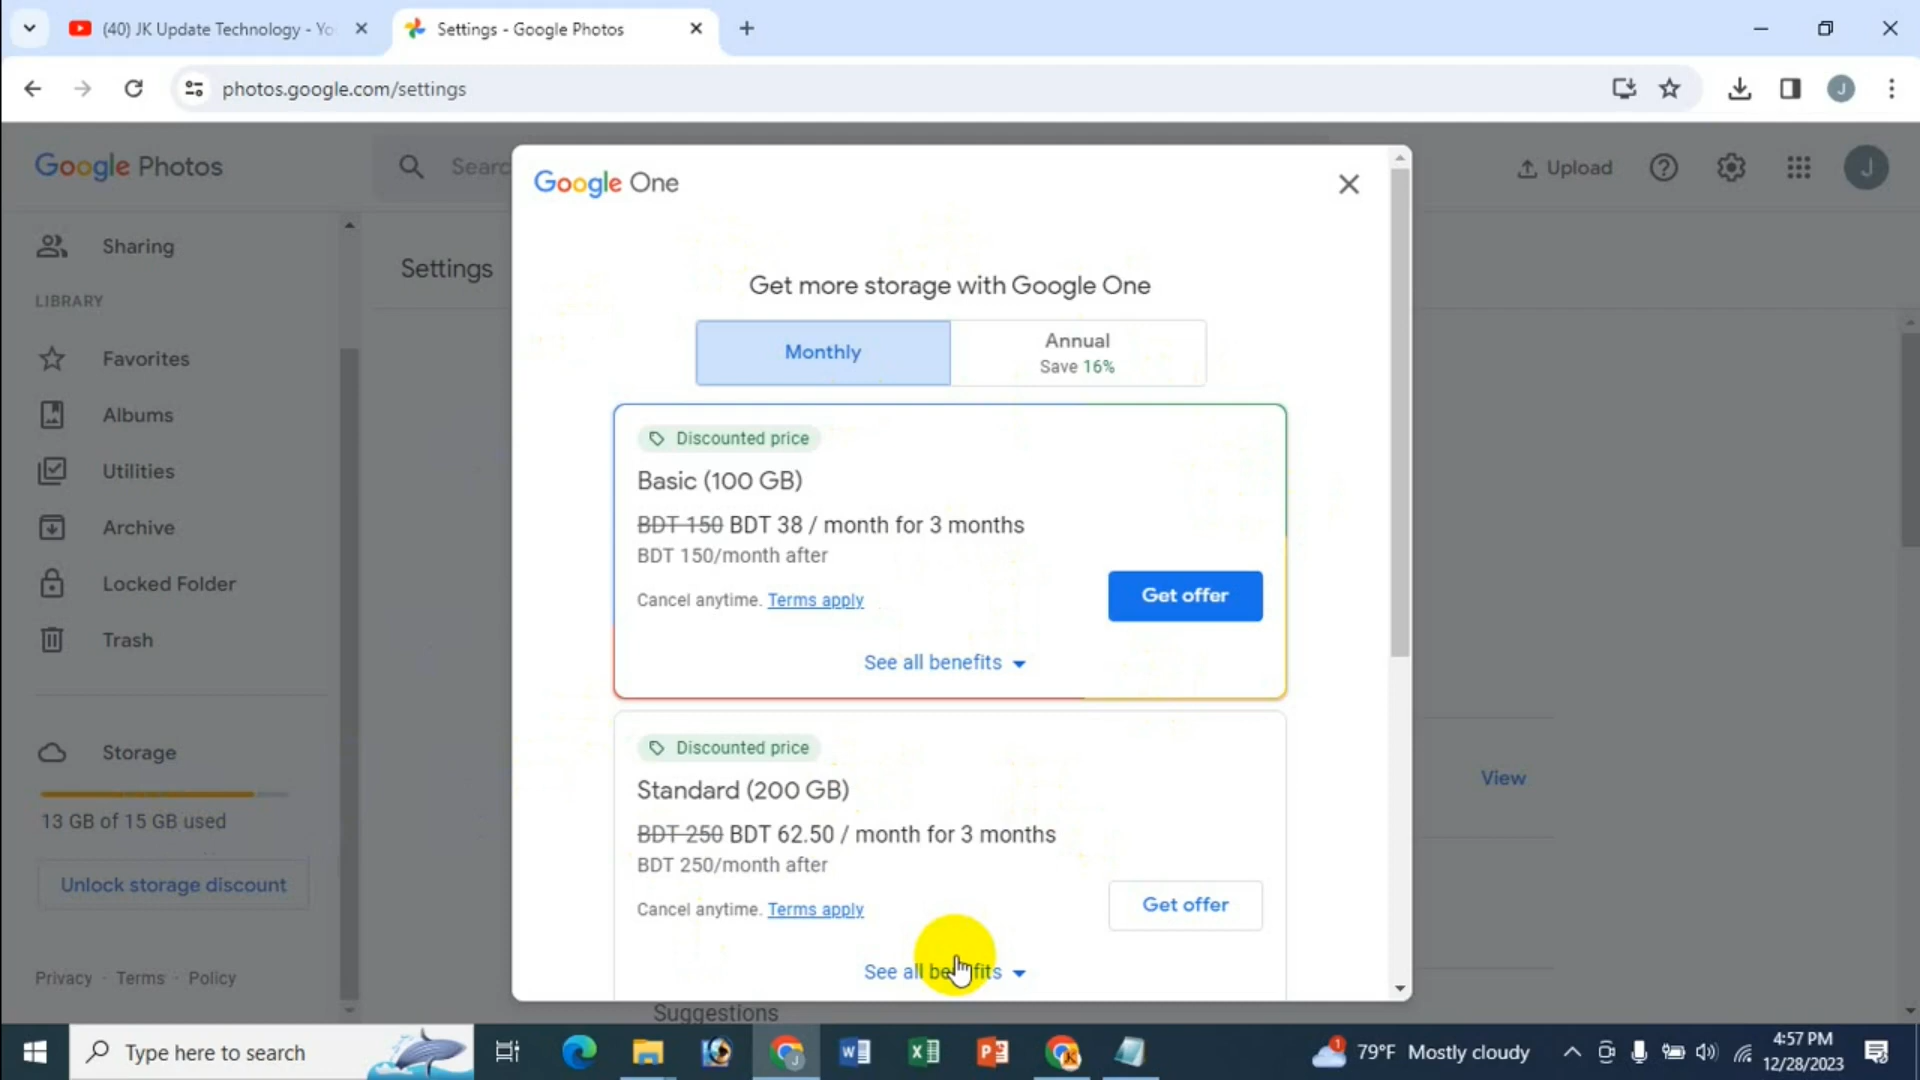 (40) JK Update Technology - Yo
Settings - Google Photos
photos.google.com/settings
J
Google Photos
Searc
Upload
J
Google One
Sharing
Settings
LIBRARY
Get more storage with Google One
Monthly
Annual
Save 16%
Favorites
Albums
Utilities
Archive
Locked Folder
Trash
Discounted price
Basic (100 GB)
BDT 150 BDT 38 / month for 3 months
BDT 150/month after
Cancel anytime. Terms apply
Get offer
See all benefits
Storage
13 GB of 15 GB used
Unlock storage discount
Discounted price
Standard (200 GB)
BDT 250 BDT 62.50 / month for 3 months
BDT 250/month after
Cancel anytime. Terms apply
Get offer
See all benefits
View
Privacy · Terms · Policy
Suggestions
Type here to search
79°F Mostly cloudy
4:57 PM
12/28/2023